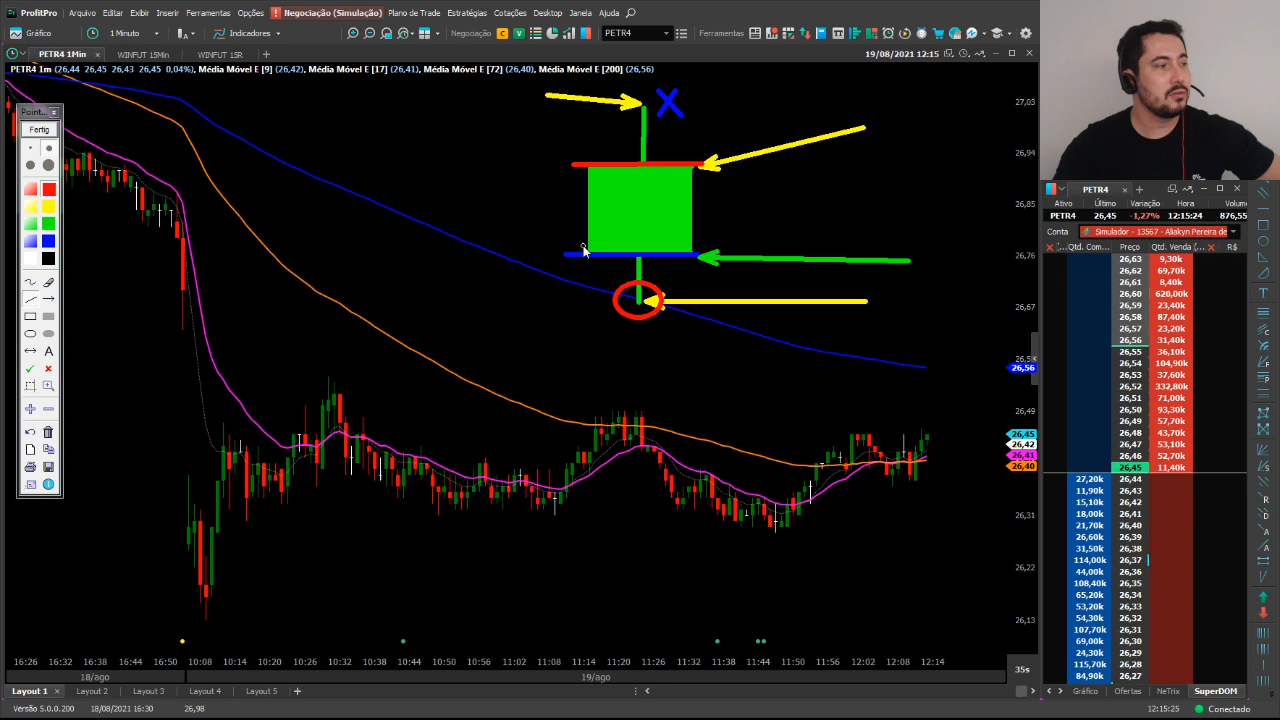 ProfitPro Arquivo Editar Exibir Inserir Ferramentas Opções ! Negociação (Simulação) Plano de Trade Estratégias Cotações Desktop Janela Ajuda
Gráfico 1 Minuto Indicadores Negociação C V PETR4 Ferramentas
PETR4 1Min WINFUT 15Min WINFUT 15R 19/08/2021 12:15
PETR4 1m (26,44 26,45 26,43 26,45 0,04%), Média Móvel E [9] (26,42), Média Móvel E [17] (26,41), Média Móvel E [72] (26,40), Média Móvel E [200] (26,56)
Fertig
A
27,03
26,94
26,85
26,76
26,67
26,56
26,49
26,45
26,42
26,41
26,40
26,31
26,22
26,13
16:26 16:32 16:38 16:44 16:50 10:08 10:14 10:20 10:26 10:32 10:38 10:44 10:50 10:56 11:02 11:08 11:14 11:20 11:26 11:32 11:38 11:44 11:50 11:56 12:02 12:08 12:14
35s
18/ago 19/ago
Layout 1 Layout 2 Layout 3 Layout 4 Layout 5
Versão 5.0.0.200 18/08/2021 16:30 26,98
PETR4
Ativo Último Variação Hora Volum
PETR4 26,45 -1,27% 12:15:24 876,55
Conta Simulador - 13567 - Aliakyn Pereira de
Qtd. Com... Preço Qtd. Venda R$
26,63 9,30k
26,62 69,70k
26,61 8,40k
26,60 620,00k
26,59 23,40k
26,58 87,40k
26,57 23,20k
26,56 31,40k
26,55 36,10k
26,54 104,90k
26,53 37,60k
26,52 332,80k
26,51 71,00k
26,50 93,30k
26,49 57,70k
26,48 43,70k
26,47 53,10k
26,46 52,70k
26,45 11,40k
27,20k 26,44
11,90k 26,43
15,10k 26,42
18,00k 26,41
21,70k 26,40
26,60k 26,39
31,50k 26,38
114,00k 26,37
44,00k 26,36
108,40k 26,35
65,20k 26,34
53,20k 26,33
54,30k 26,32
107,70k 26,31
69,00k 26,30
24,30k 26,29
115,70k 26,28
84,90k 26,27
Gráfico Ofertas NeTrix SuperDOM
12:15:25 Conectado